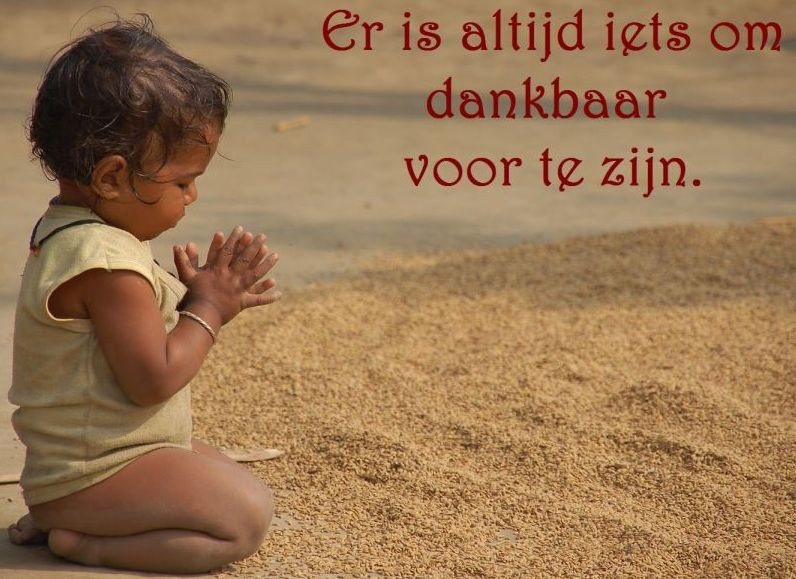 Er is altijd iets om
dankbaar
voor te zijn.